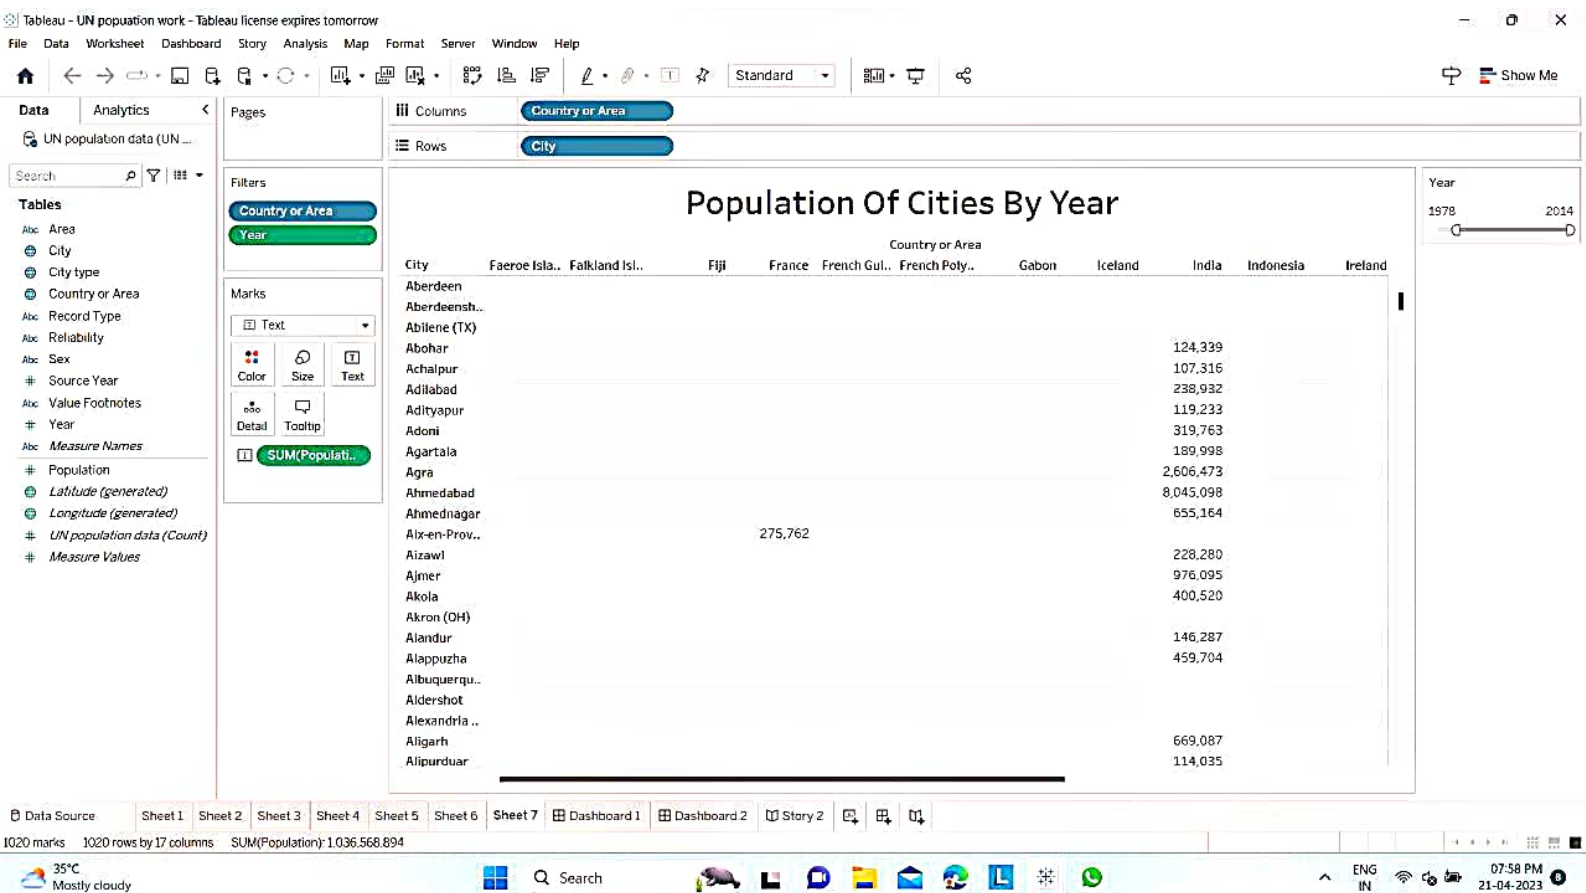 Tableau - UN popuation work - Tableau license expires tomorrow
File Data Worksheet Dashboard Story Analysis Map Format Server Window Help
Standard
Show Me
Data Analytics
UN population data (UN ...
Search
Tables
Abc Area
City
City type
Country or Area
Abc Record Type
Abc Reliability
Abc Sex
# Source Year
Abc Value Footnotes
# Year
Abc Measure Names
# Population
Latitude (generated)
Longitude (generated)
# UN population data (Count)
# Measure Values
Pages
Filters
Country or Area
Year
Marks
Text
Color Size Text
Detail Tooltip
SUM(Populati..
Columns Country or Area
Rows City
Population Of Cities By Year
Country or Area
City Faeroe Isla.. Falkland Isl.. Fiji France French Gui.. French Poly.. Gabon Iceland India Indonesia Ireland
Aberdeen
Aberdeensh..
Abilene (TX)
Abohar 124,339
Achalpur 107,316
Adilabad 238,932
Adityapur 119,233
Adoni 319,763
Agartala 189,998
Agra 2,606,473
Ahmedabad 8,045,098
Ahmednagar 655,164
Aix-en-Prov.. 275,762
Aizawl 228,280
Ajmer 976,095
Akola 400,520
Akron (OH)
Alandur 146,287
Alappuzha 459,704
Albuquerqu..
Aldershot
Alexandria ..
Aligarh 669,087
Alipurduar 114,035
Year
1978 2014
Data Source Sheet 1 Sheet 2 Sheet 3 Sheet 4 Sheet 5 Sheet 6 Sheet 7 Dashboard 1 Dashboard 2 Story 2
1020 marks 1020 rows by 17 columns SUM(Population): 1,036,568,894
35°C
Mostly cloudy
Search
ENG
IN
07:58 PM
21-04-2023
8